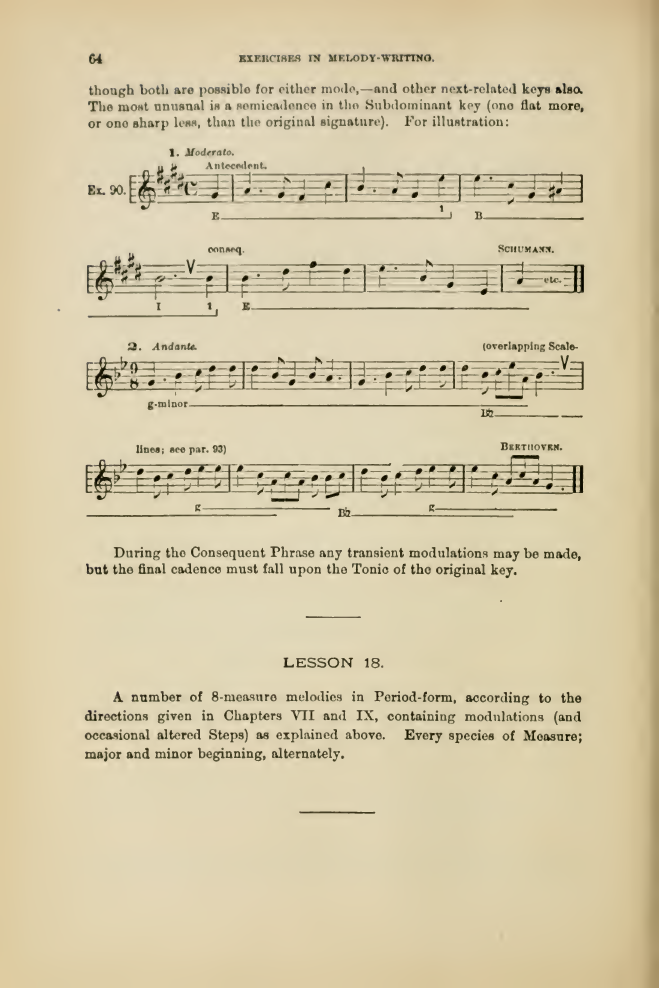 64 EXERCISES IN MELODY-WRITING.
though both are possible for either mode,—and other next-related keys also.
The most unusual is a semicadence in the Subdominant key (one flat more,
or one sharp less, than the original signature). For illustration:
1. Moderato.
Antecedent.
Ex. 90.
E 1 B
conseq. SCHUMANN.
etc.
I 1 E
2. Andante. (overlapping Scale-
9
8
g-minor B♭
lines; see par. 93) BEETHOVEN.
g B♭ g
During the Consequent Phrase any transient modulations may be made,
but the final cadence must fall upon the Tonic of the original key.
LESSON 18.
A number of 8-measure melodies in Period-form, according to the
directions given in Chapters VII and IX, containing modulations (and
occasional altered Steps) as explained above. Every species of Measure;
major and minor beginning, alternately.